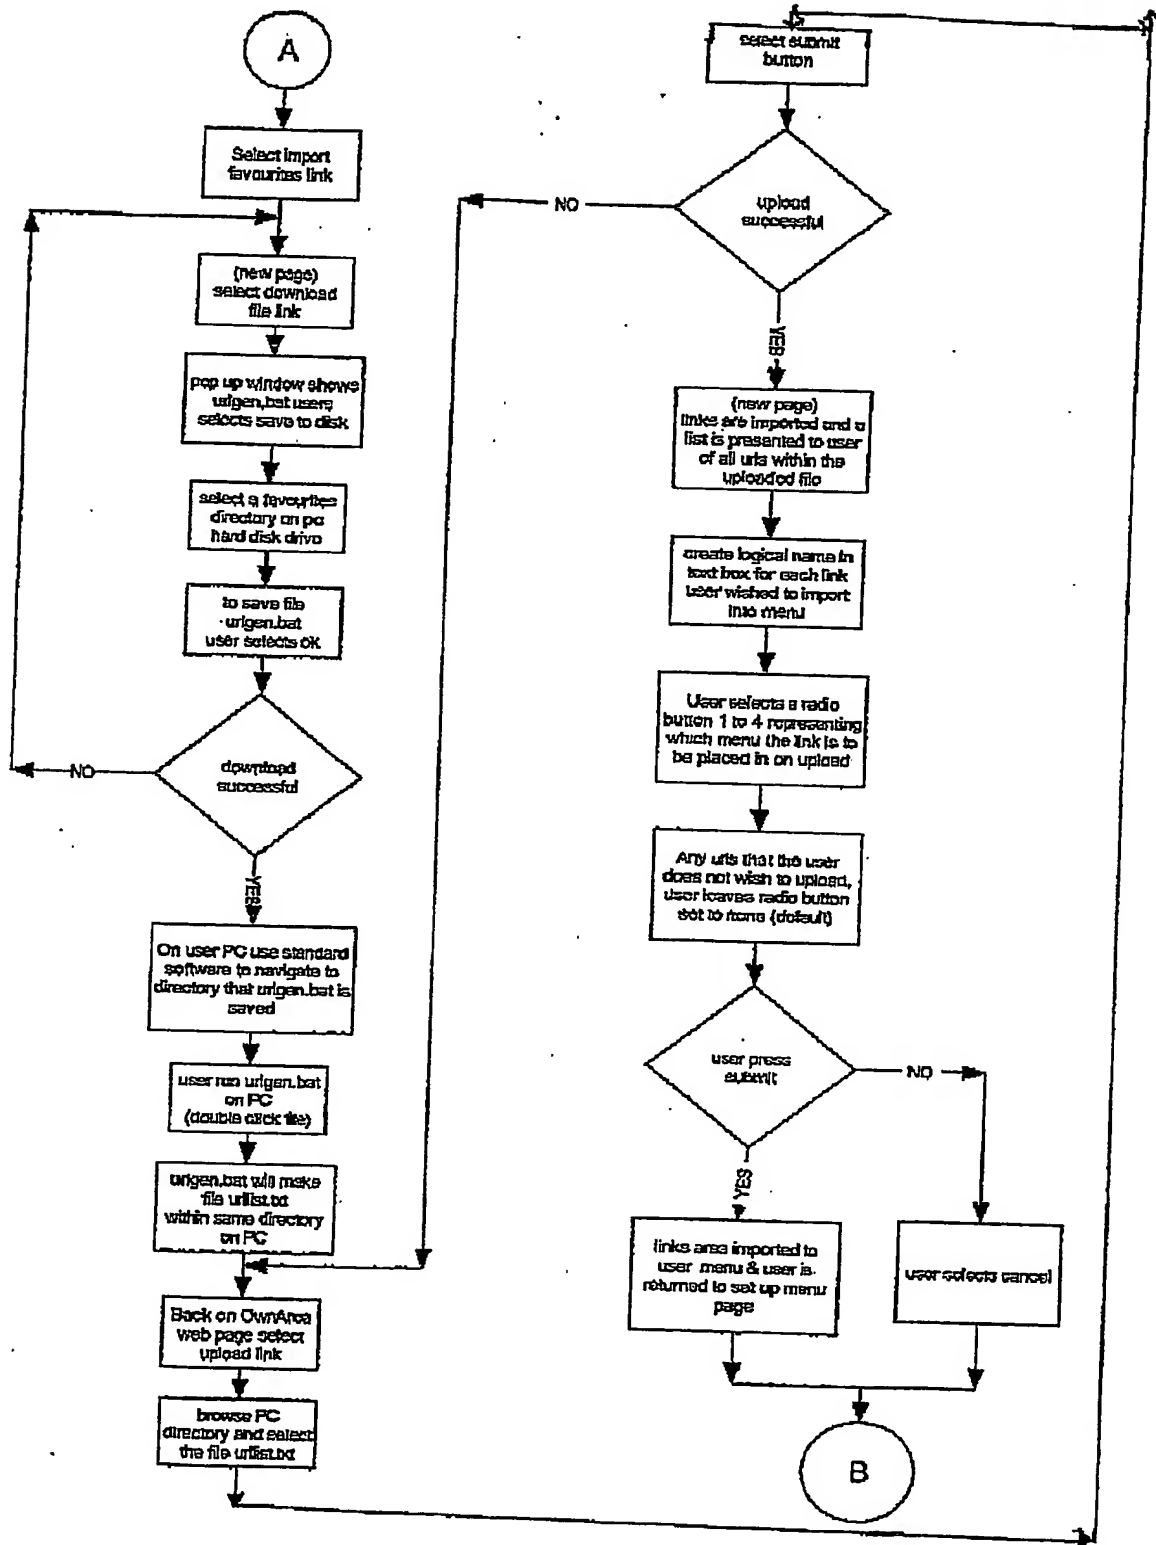 A
Select import
favourites link
(new page)
select download
file link
pop up window shows
urlgen.bat users
selects save to disk
select a favourites
directory on pc
hard disk drive
to save file
urlgen.bat
user selects ok
download
successful
NO
YES
On user PC use standard
software to navigate to
directory that urlgen.bat is
saved
user run urlgen.bat
on PC
(double click file)
urlgen.bat will make
file urllist.txt
within same directory
on PC
Back on OwnArea
web page select
upload link
browse PC
directory and select
the file urllist.txt
select submit
button
upload
successful
NO
YES
(new page)
links are imported and a
list is presented to user
of all urls within the
uploaded file
create logical name in
text box for each link
user wished to import
into menu
User selects a radio
button 1 to 4 representing
which menu the link is to
be placed in on upload
Any urls that the user
does not wish to upload,
user leaves radio button
set to none (default)
user press
submit
NO
YES
links area imported to
user menu & user is
returned to set up menu
page
user selects cancel
B